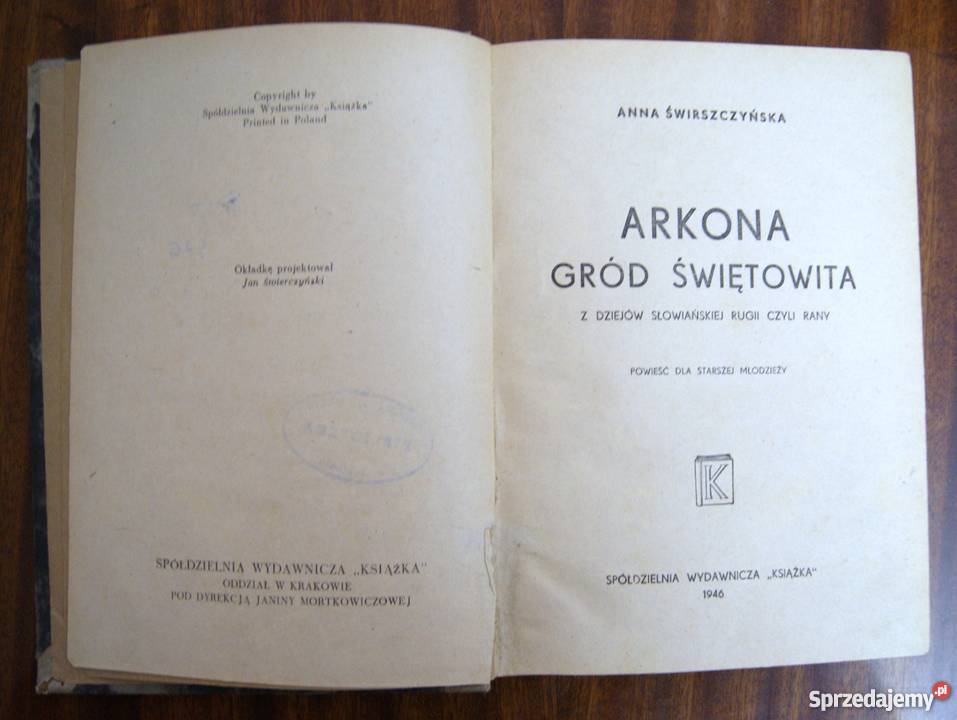 Copyright by
Spółdzielnia Wydawnicza „Książka"
Printed in Poland
Okładkę projektował
Jan Świerczyński
SPÓŁDZIELNIA WYDAWNICZA „KSIĄŻKA"
ODDZIAŁ W KRAKOWIE
POD DYREKCJĄ JANINY MORTKOWICZOWEJ
ANNA ŚWIRSZCZYŃSKA
ARKONA
GRÓD ŚWIĘTOWITA
Z DZIEJÓW SŁOWIAŃSKIEJ RUGII CZYLI RANY
POWIEŚĆ DLA STARSZEJ MŁODZIEŻY
K
SPÓŁDZIELNIA WYDAWNICZA „KSIĄŻKA"
1946
Sprzedajemy.pl